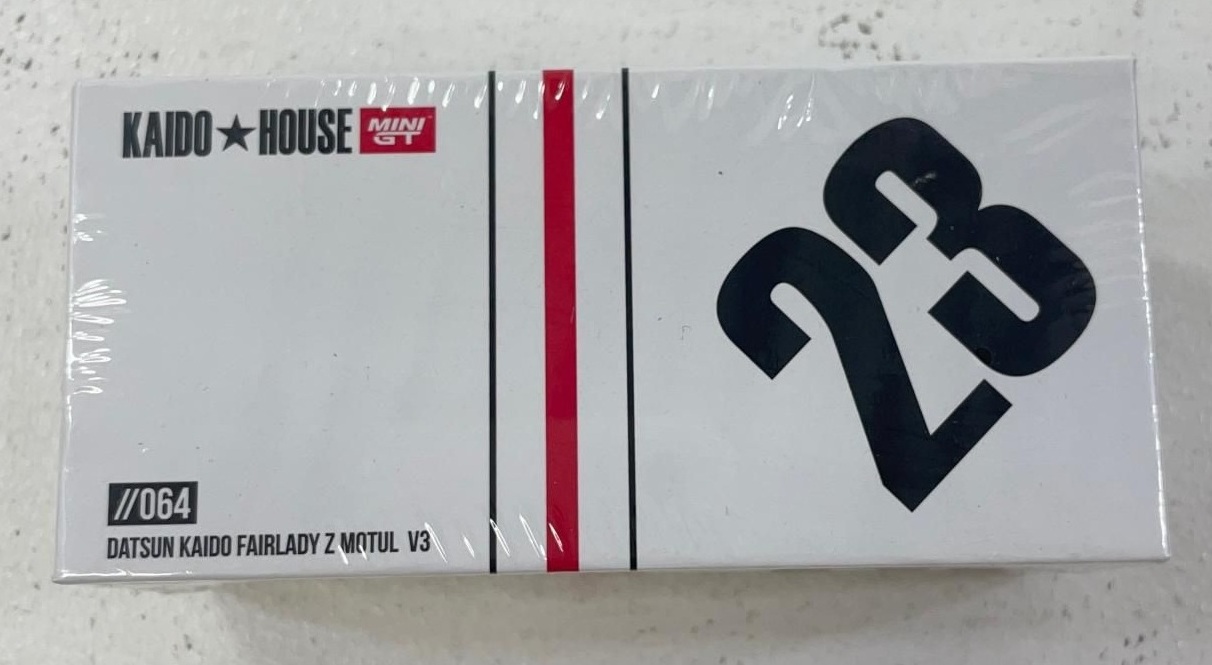 KAIDO★HOUSE MINI GT
23
//064
DATSUN KAIDO FAIRLADY Z MOTUL V3